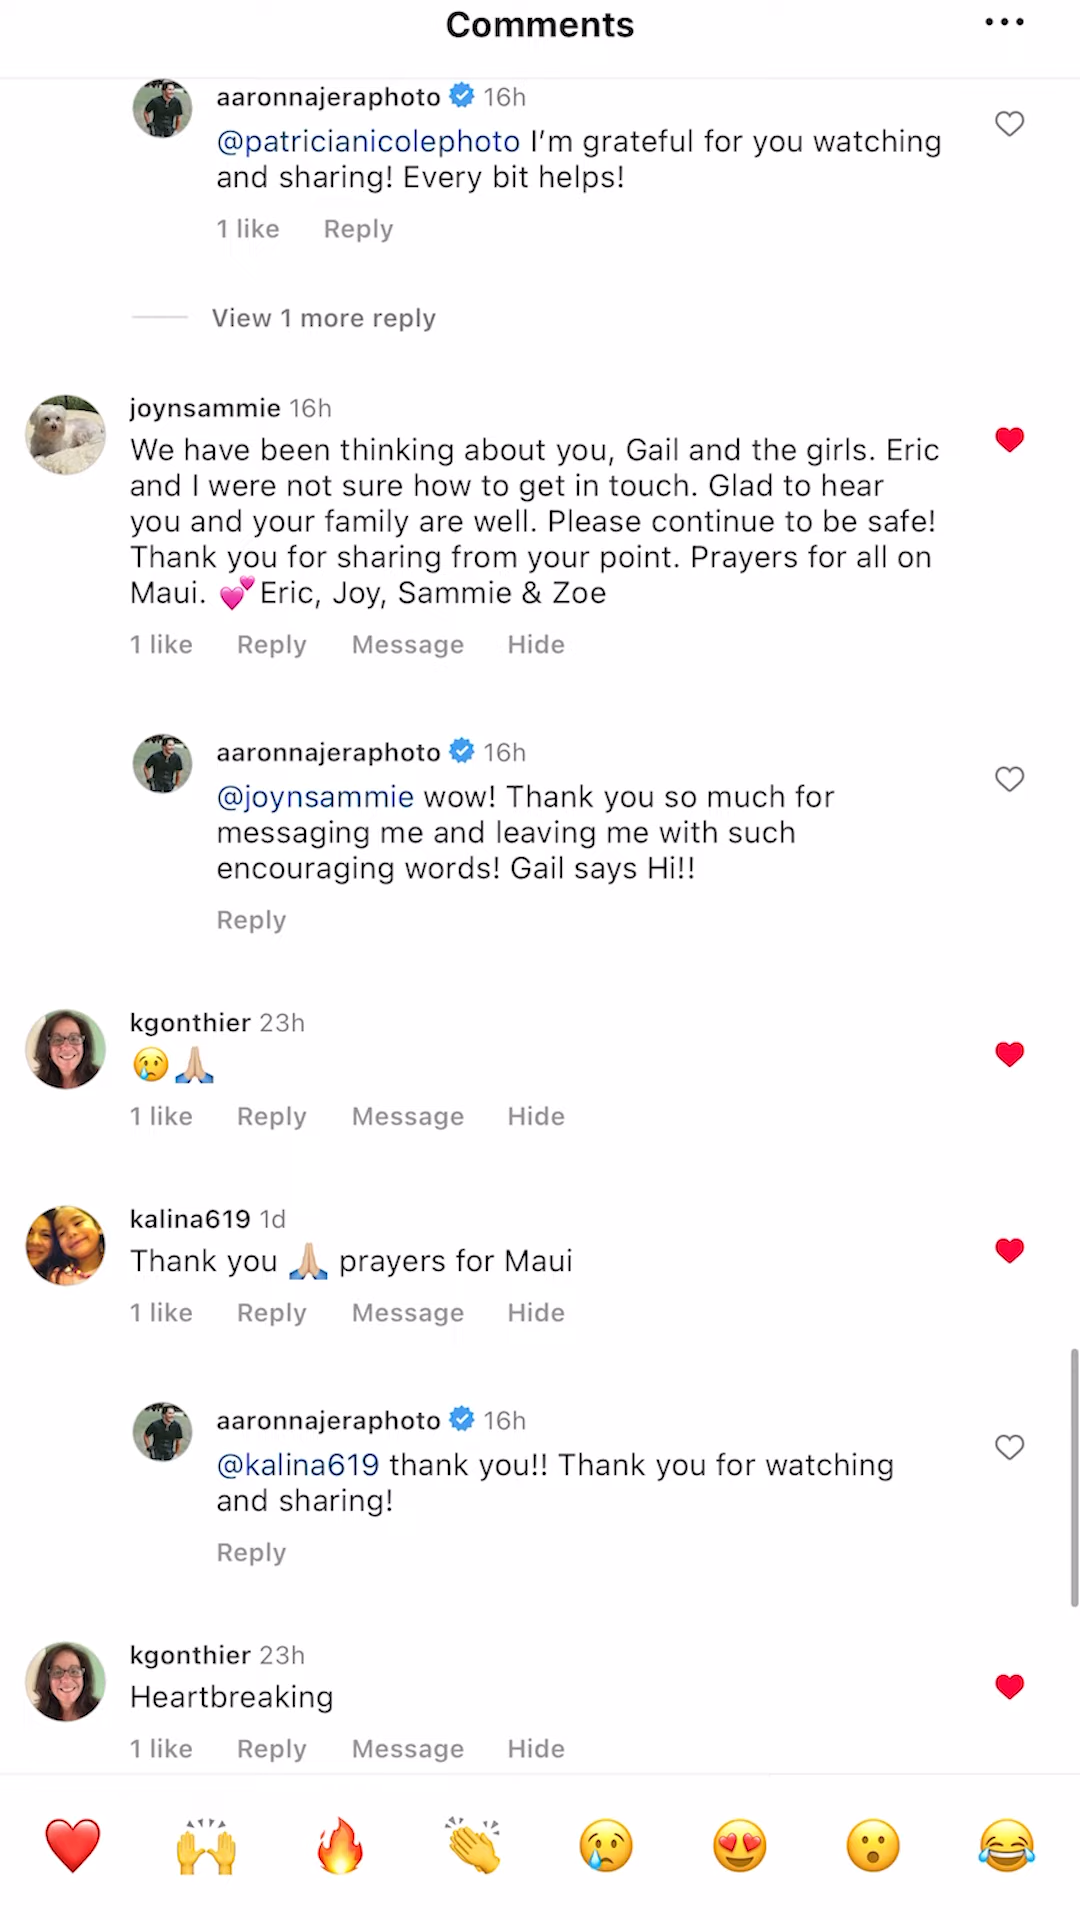 Comments
aaronnajeraphoto 16h
@patricianicolephoto I’m grateful for you watching
and sharing! Every bit helps!
1 like Reply
View 1 more reply
joynsammie 16h
We have been thinking about you, Gail and the girls. Eric
and I were not sure how to get in touch. Glad to hear
you and your family are well. Please continue to be safe!
Thank you for sharing from your point. Prayers for all on
Maui. 💕Eric, Joy, Sammie & Zoe
1 like Reply Message Hide
aaronnajeraphoto 16h
@joynsammie wow! Thank you so much for
messaging me and leaving me with such
encouraging words! Gail says Hi!!
Reply
kgonthier 23h
😢🙏🏼
1 like Reply Message Hide
kalina619 1d
Thank you 🙏🏼 prayers for Maui
1 like Reply Message Hide
aaronnajeraphoto 16h
@kalina619 thank you!! Thank you for watching
and sharing!
Reply
kgonthier 23h
Heartbreaking
1 like Reply Message Hide